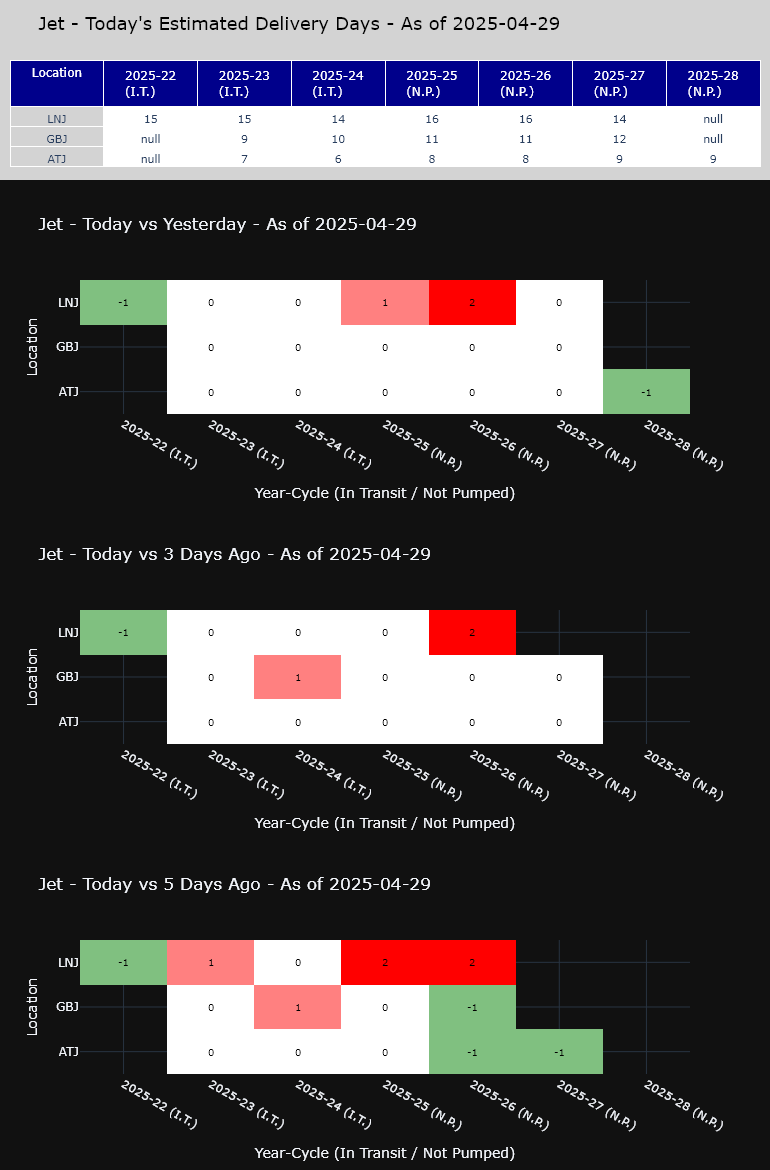 Jet - Today's Estimated Delivery Days - As of 2025-04-29
Location 2025-22 (I.T.) 2025-23 (I.T.) 2025-24 (I.T.) 2025-25 (N.P.) 2025-26 (N.P.) 2025-27 (N.P.) 2025-28 (N.P.)
LNJ 15 15 14 16 16 14 null
GBJ null 9 10 11 11 12 null
ATJ null 7 6 8 8 9 9
Jet - Today vs Yesterday - As of 2025-04-29
Location
LNJ -1 0 0 1 2 0
GBJ 0 0 0 0 0
ATJ 0 0 0 0 0 -1
2025-22 (I.T.) 2025-23 (I.T.) 2025-24 (I.T.) 2025-25 (N.P.) 2025-26 (N.P.) 2025-27 (N.P.) 2025-28 (N.P.)
Year-Cycle (In Transit / Not Pumped)
Jet - Today vs 3 Days Ago - As of 2025-04-29
Location
LNJ -1 0 0 0 2
GBJ 0 1 0 0 0
ATJ 0 0 0 0 0
2025-22 (I.T.) 2025-23 (I.T.) 2025-24 (I.T.) 2025-25 (N.P.) 2025-26 (N.P.) 2025-27 (N.P.) 2025-28 (N.P.)
Year-Cycle (In Transit / Not Pumped)
Jet - Today vs 5 Days Ago - As of 2025-04-29
Location
LNJ -1 1 0 2 2
GBJ 0 1 0 -1
ATJ 0 0 0 -1 -1
2025-22 (I.T.) 2025-23 (I.T.) 2025-24 (I.T.) 2025-25 (N.P.) 2025-26 (N.P.) 2025-27 (N.P.) 2025-28 (N.P.)
Year-Cycle (In Transit / Not Pumped)